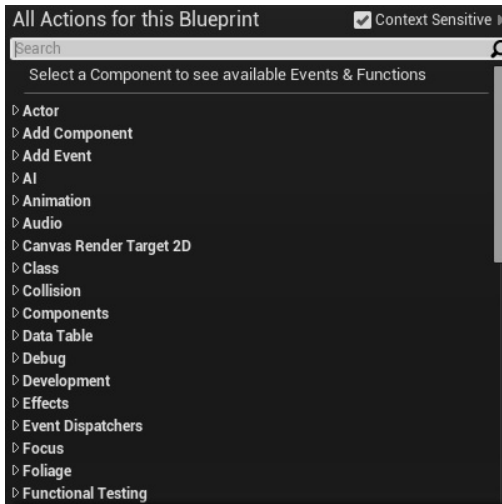 All Actions for this Blueprint Context Sensitive
Search
Select a Component to see available Events & Functions
Actor
Add Component
Add Event
AI
Animation
Audio
Canvas Render Target 2D
Class
Collision
Components
Data Table
Debug
Development
Effects
Event Dispatchers
Focus
Foliage
Functional Testing